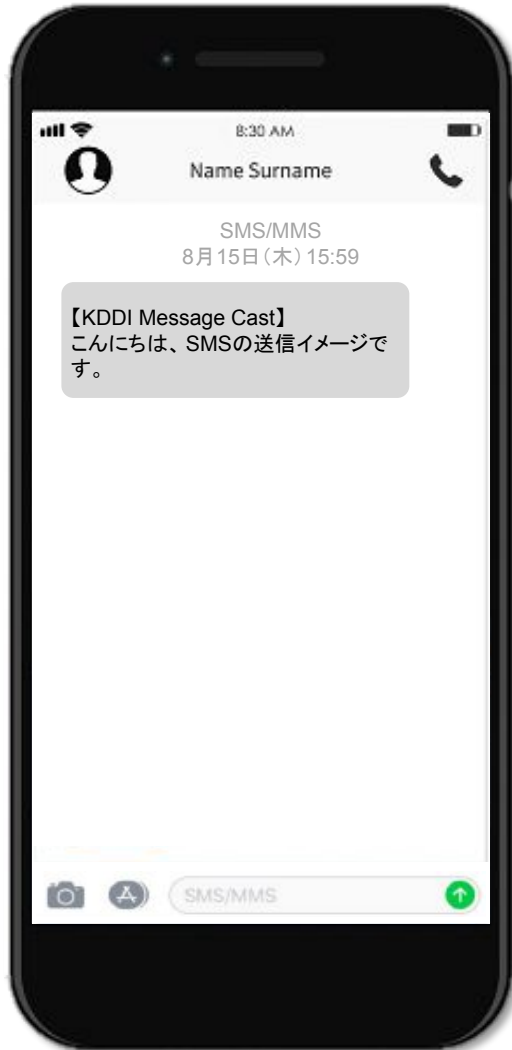 8:30 AM
Name Surname
SMS/MMS
8月15日（木）15:59
【KDDI Message Cast】
こんにちは、SMSの送信イメージで
す。
SMS/MMS